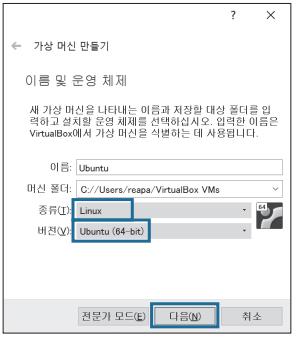 ?
가상 머신 만들기
이름 및 운영 체제
새 가상 머신을 나타내는 이름과 저장할 대상 폴더를 입
력하고 설치할 운영 체제를 선택하십시오. 입력한 이름은
VirtualBox에서 가상 머신을 식별하는 데 사용됩니다.
이름: Ubuntu
머신 폴더: C://Users/reapa/VirtualBox VMs
종류(T): Linux
64
버전(V): Ubuntu (64-bit)
전문가 모드(E) 다음(N) 취소